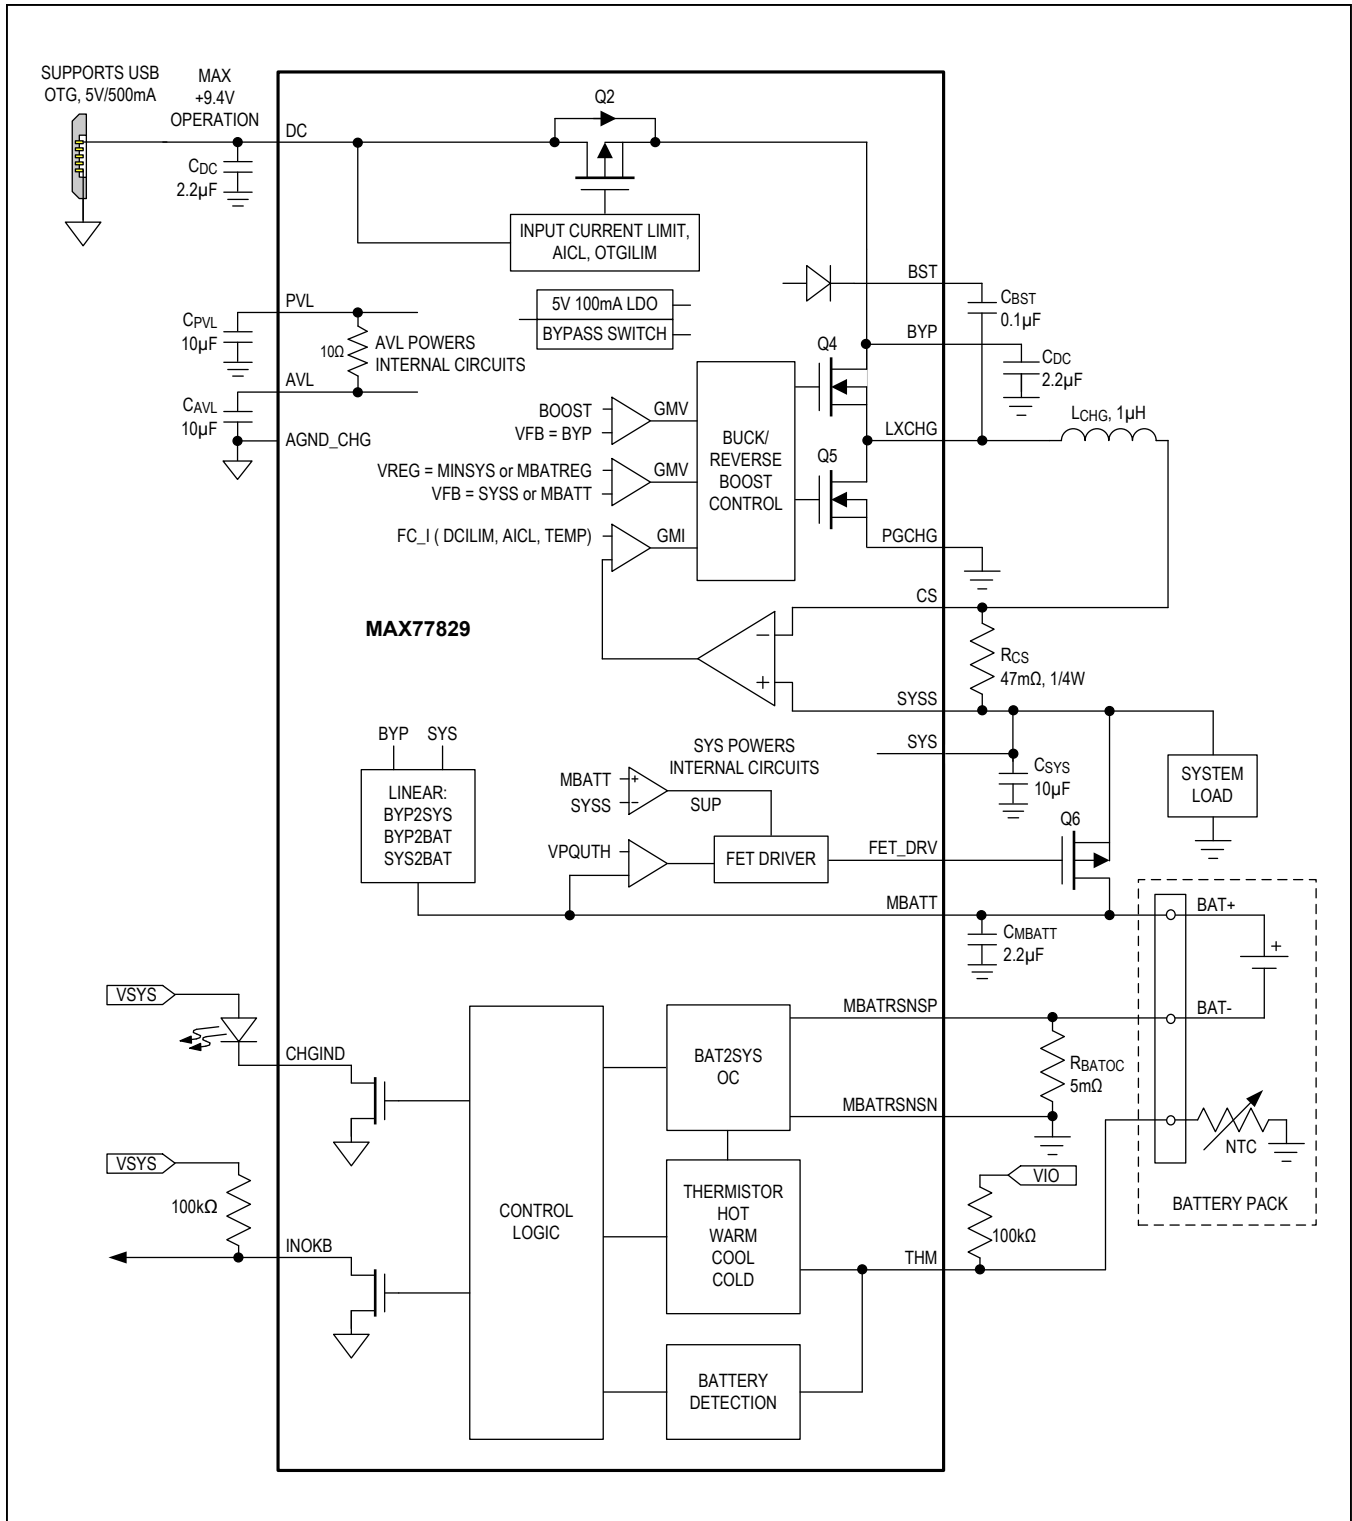 SUPPORTS USB
OTG, 5V/500mA
MAX
+9.4V
OPERATION
DC
Q2
CDC
2.2µF
INPUT CURRENT LIMIT,
AICL, OTGILIM
BST
CBST
0.1µF
PVL
5V 100mA LDO
BYPASS SWITCH
CPVL
10µF
10Ω
AVL POWERS
INTERNAL CIRCUITS
BYP
Q4
CDC
2.2µF
AVL
CAVL
10µF
BOOST
VFB = BYP
GMV
LCHG, 1µH
AGND_CHG
LXCHG
BUCK/
REVERSE
BOOST
CONTROL
Q5
VREG = MINSYS or MBATREG
VFB = SYSS or MBATT
GMV
FC_I ( DCILIM, AICL, TEMP)
GMI
PGCHG
CS
MAX77829
−
+
RCS
47mΩ, 1/4W
SYSS
BYP SYS
SYS POWERS
INTERNAL CIRCUITS
SYS
LINEAR:
BYP2SYS
BYP2BAT
SYS2BAT
MBATT
SYSS
+
−
SUP
CSYS
10µF
SYSTEM
LOAD
Q6
VPQUTH
FET DRIVER
FET_DRV
MBATT
BAT+
CMBATT
2.2µF
+
VSYS
MBATRSNSP
BAT-
CHGIND
BAT2SYS
OC
RBATOC
5mΩ
MBATRSNSN
NTC
VSYS
VIO
BATTERY PACK
100kΩ
CONTROL
LOGIC
THERMISTOR
HOT
WARM
COOL
COLD
100kΩ
INOKB
THM
BATTERY
DETECTION